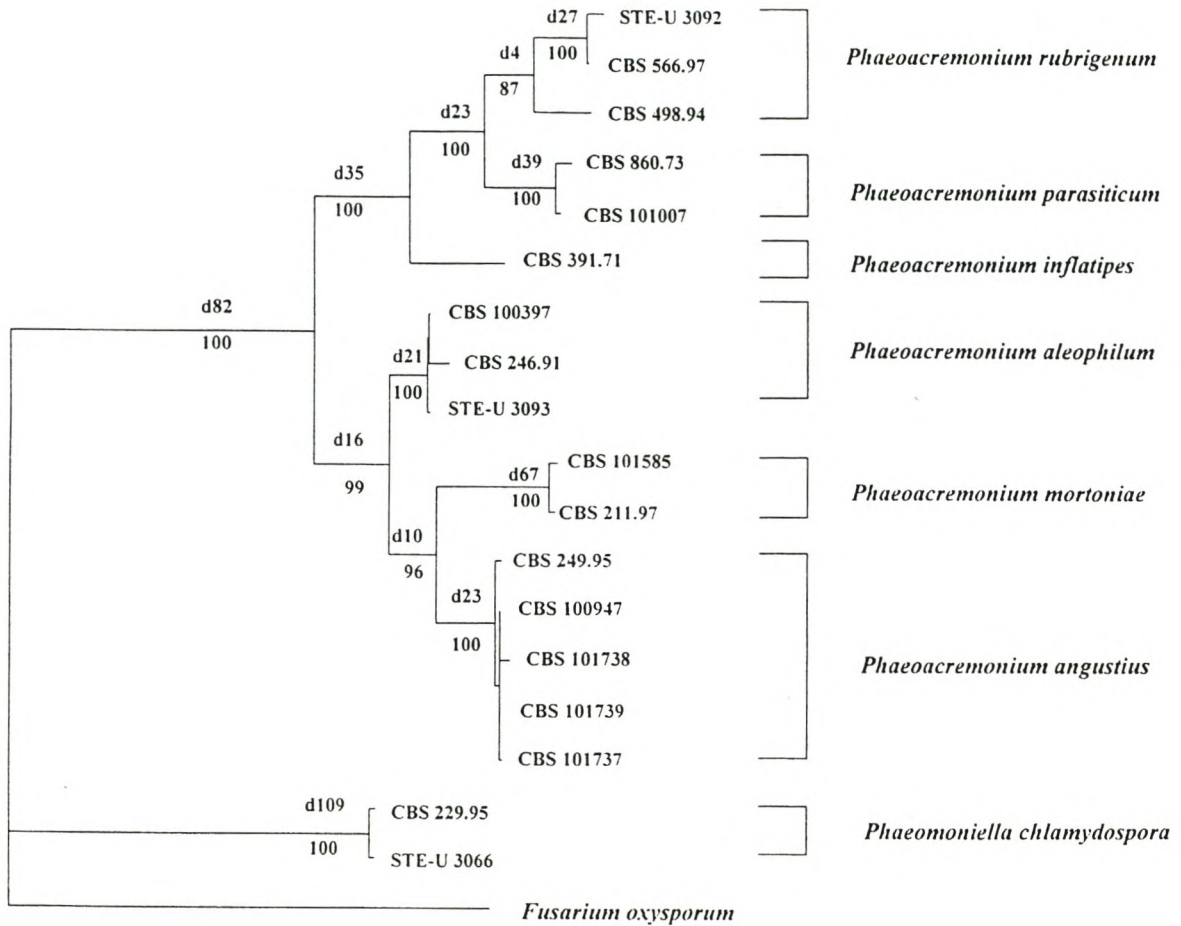 d27
STE-U 3092
100
CBS 566.97
d4
87
CBS 498.94
Phaeoacremonium rubrigenum
d23
100
d39
CBS 860.73
100
CBS 101007
Phaeoacremonium parasiticum
d35
100
CBS 391.71
Phaeoacremonium inflatipes
d82
100
CBS 100397
d21
CBS 246.91
100
STE-U 3093
Phaeoacremonium aleophilum
d16
99
CBS 101585
d67
100
CBS 211.97
Phaeoacremonium mortoniae
d10
96
CBS 249.95
d23
CBS 100947
100
CBS 101738
CBS 101739
CBS 101737
Phaeoacremonium angustius
d109
CBS 229.95
100
STE-U 3066
Phaeomoniella chlamydospora
Fusarium oxysporum